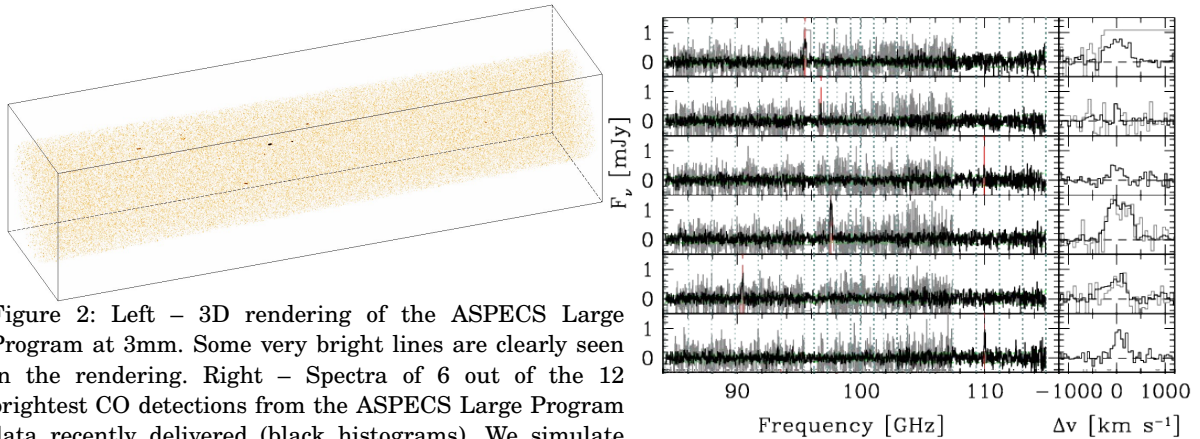 Figure 2: Left – 3D rendering of the ASPECS Large
Program at 3mm. Some very bright lines are clearly seen
in the rendering. Right – Spectra of 6 out of the 12
brightest CO detections from the ASPECS Large Program
data recently delivered (black histograms). We simulate
1
0
1
0
1
0
1
0
1
0
1
0
F_ν [mJy]
90 100 110 −1000 0 1000
Frequency [GHz] Δv [km s⁻¹]